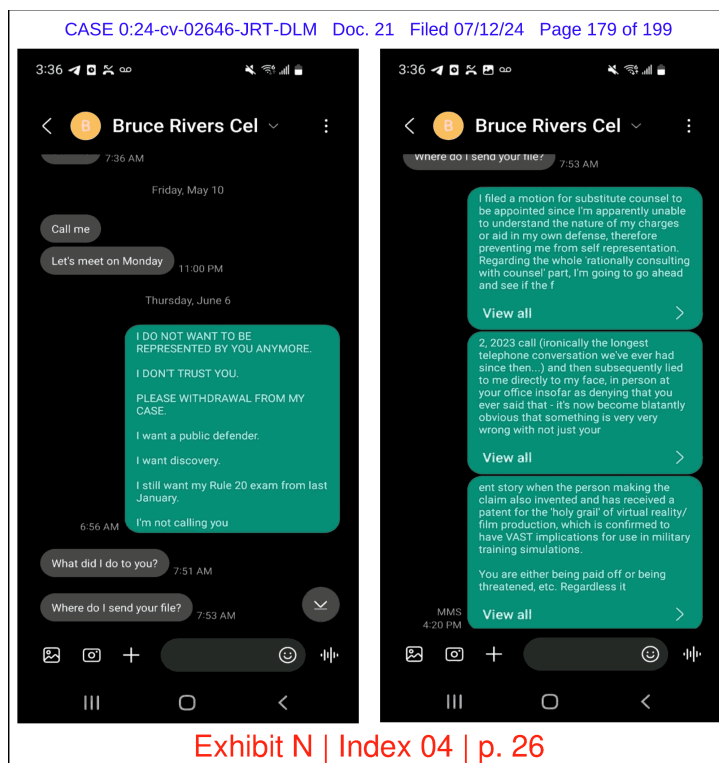 CASE 0:24-cv-02646-JRT-DLM Doc. 21 Filed 07/12/24 Page 179 of 199
3:36
B
Bruce Rivers Cel
7:36 AM
Friday, May 10
Call me
Let's meet on Monday
11:00 PM
Thursday, June 6
I DO NOT WANT TO BE
REPRESENTED BY YOU ANYMORE.
I DON'T TRUST YOU.
PLEASE WITHDRAWAL FROM MY
CASE.
I want a public defender.
I want discovery.
I still want my Rule 20 exam from last
January.
I'm not calling you
6:56 AM
What did I do to you?
7:51 AM
Where do I send your file?
7:53 AM
3:36
B
Bruce Rivers Cel
Where do I send your file?
7:53 AM
I filed a motion for substitute counsel to
be appointed since I'm apparently unable
to understand the nature of my charges
or aid in my own defense, therefore
preventing me from self representation.
Regarding the whole 'rationally consulting
with counsel' part, I'm going to go ahead
and see if the f
View all
2, 2023 call (ironically the longest
telephone conversation we've ever had
since then...) and then subsequently lied
to me directly to my face, in person at
your office insofar as denying that you
ever said that - it's now become blatantly
obvious that something is very very
wrong with not just your
View all
ent story when the person making the
claim also invented and has received a
patent for the 'holy grail' of virtual reality/
film production, which is confirmed to
have VAST implications for use in military
training simulations.
You are either being paid off or being
threatened, etc. Regardless it
View all
MMS
4:20 PM
Exhibit N | Index 04 | p. 26